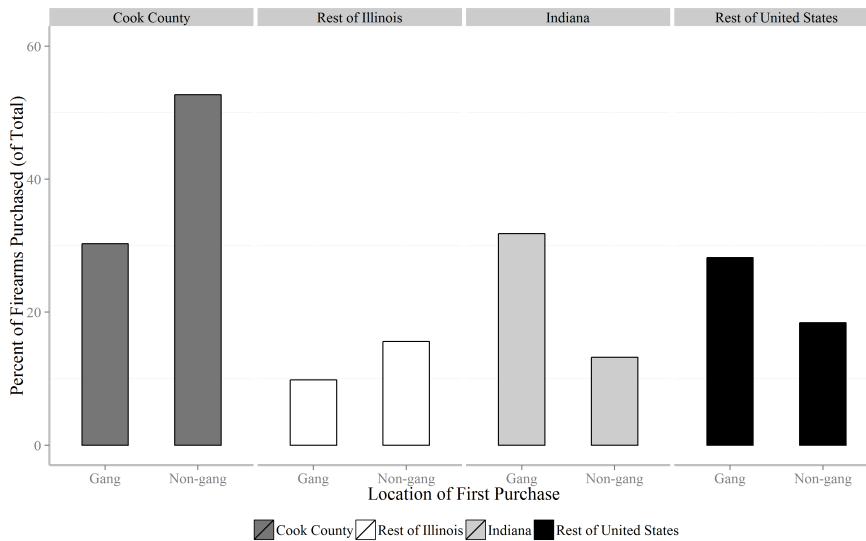 Cook County Rest of Illinois Indiana Rest of United States
60
40
20
0
Percent of Firearms Purchased (of Total)
Gang Non-gang Gang Non-gang Gang Non-gang Gang Non-gang
Location of First Purchase
Cook County Rest of Illinois Indiana Rest of United States